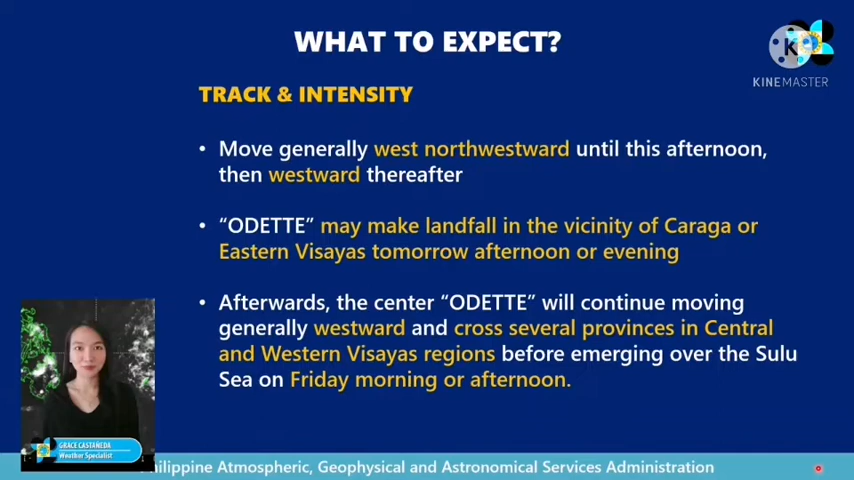 WHAT TO EXPECT?
K
KINEMASTER
TRACK & INTENSITY
• Move generally west northwestward until this afternoon,
then westward thereafter
• “ODETTE” may make landfall in the vicinity of Caraga or
Eastern Visayas tomorrow afternoon or evening
• Afterwards, the center “ODETTE” will continue moving
generally westward and cross several provinces in Central
and Western Visayas regions before emerging over the Sulu
Sea on Friday morning or afternoon.
GRACE CASTAÑEDA
Weather Specialist
hilippine Atmospheric, Geophysical and Astronomical Services Administration